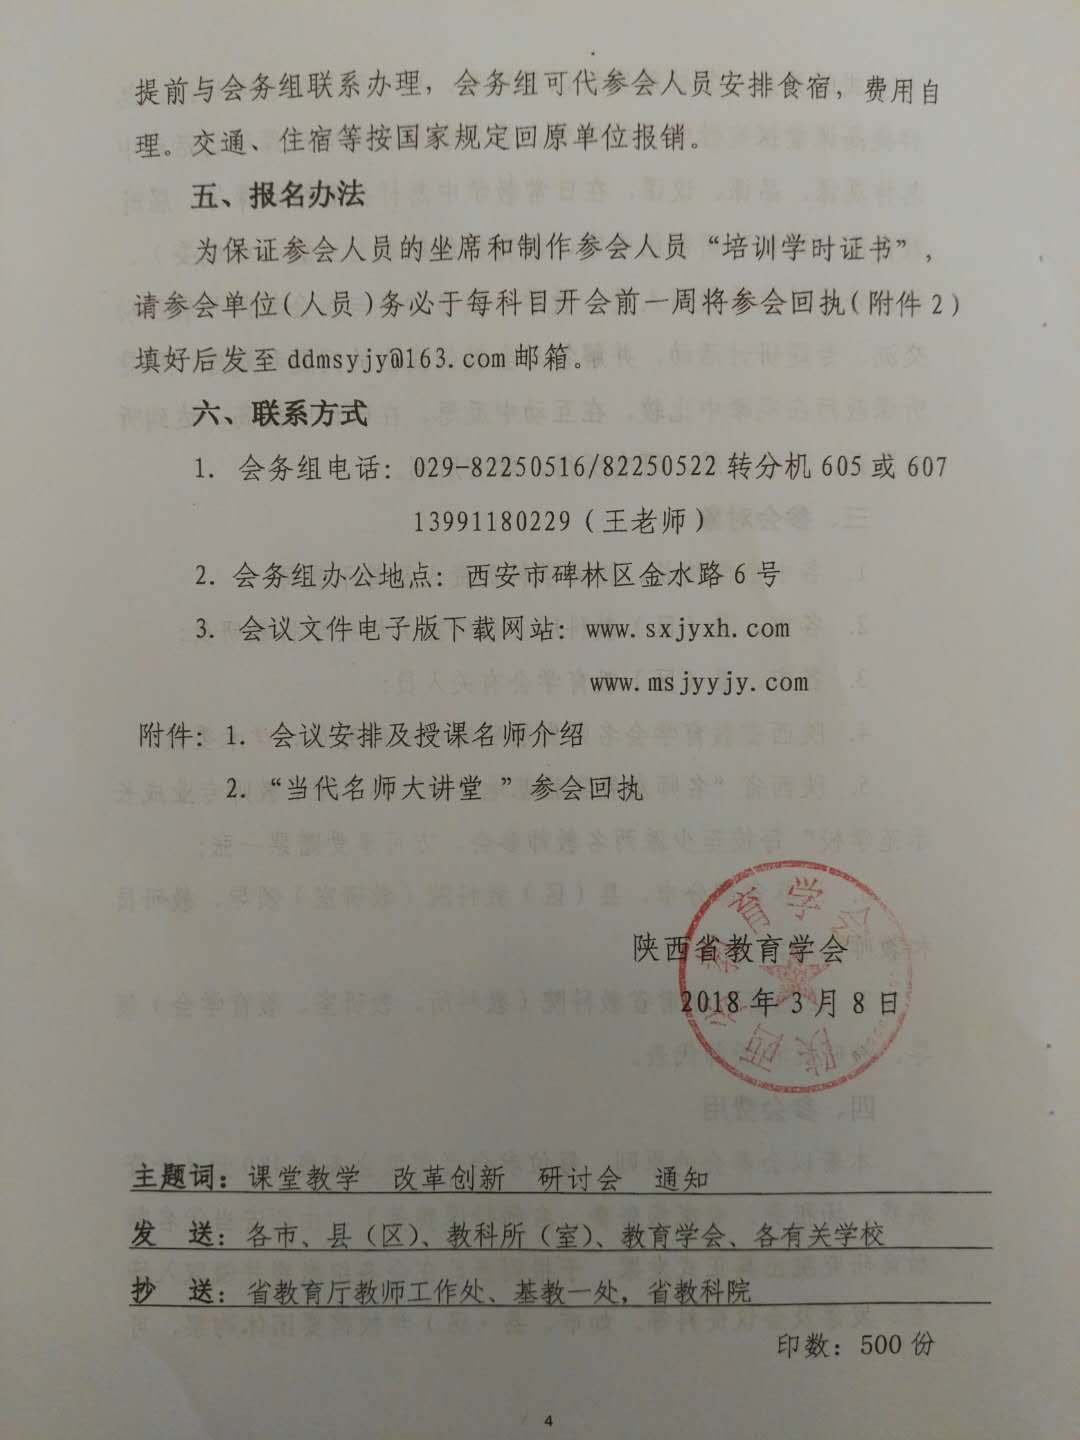 提前与会务组联系办理，会务组可代参会人员安排食宿，费用自
理。交通、住宿等按国家规定回原单位报销。
五、报名办法
为保证参会人员的坐席和制作参会人员“培训学时证书”，
请参会单位(人员)务必于每科目开会前一周将参会回执(附件2)
填好后发至ddmsyjy@163.com邮箱。
六、联系方式
1. 会务组电话：029-82250516/82250522转分机605或607
13991180229（王老师）
2. 会务组办公地点：西安市碑林区金水路6号
3. 会议文件电子版下载网站：www.sxjyxh.com
www.msjyyjy.com
附件：1. 会议安排及授课名师介绍
2. “当代名师大讲堂 ”参会回执
陕西省教育学会
2018年3月8日
陕西省教育学会
主题词：课堂教学 改革创新 研讨会 通知
发 送：各市、县（区）、教科所（室）、教育学会、各有关学校
抄 送：省教育厅教师工作处、基教一处，省教科院
印数：500份
4